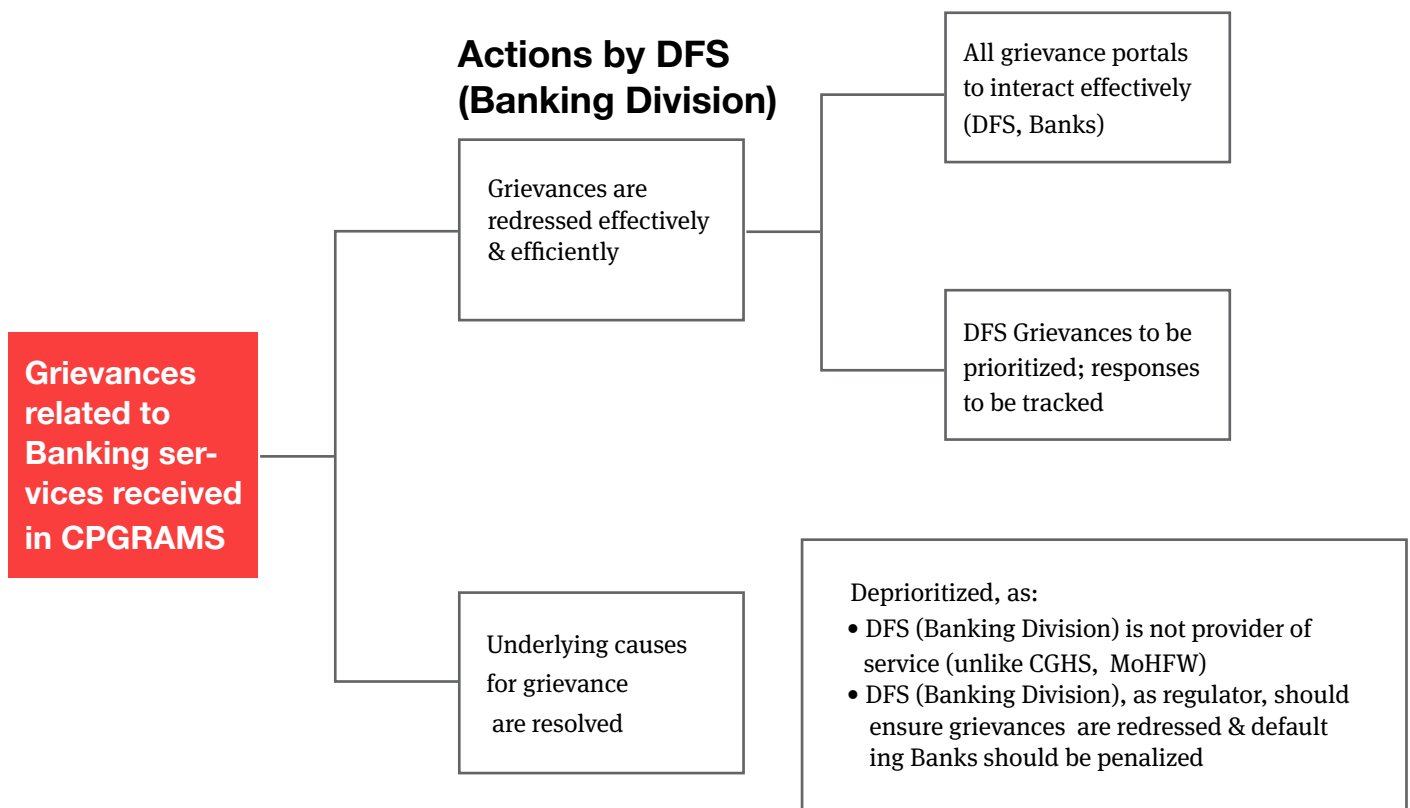 Actions by DFS
(Banking Division)
All grievance portals
to interact effectively
(DFS, Banks)
Grievances are
redressed effectively
& efficiently
DFS Grievances to be
prioritized; responses
to be tracked
Grievances
related to
Banking ser-
vices received
in CPGRAMS
Underlying causes
for grievance
are resolved
Deprioritized, as:
• DFS (Banking Division) is not provider of
service (unlike CGHS, MoHFW)
• DFS (Banking Division), as regulator, should
ensure grievances are redressed & default
ing Banks should be penalized